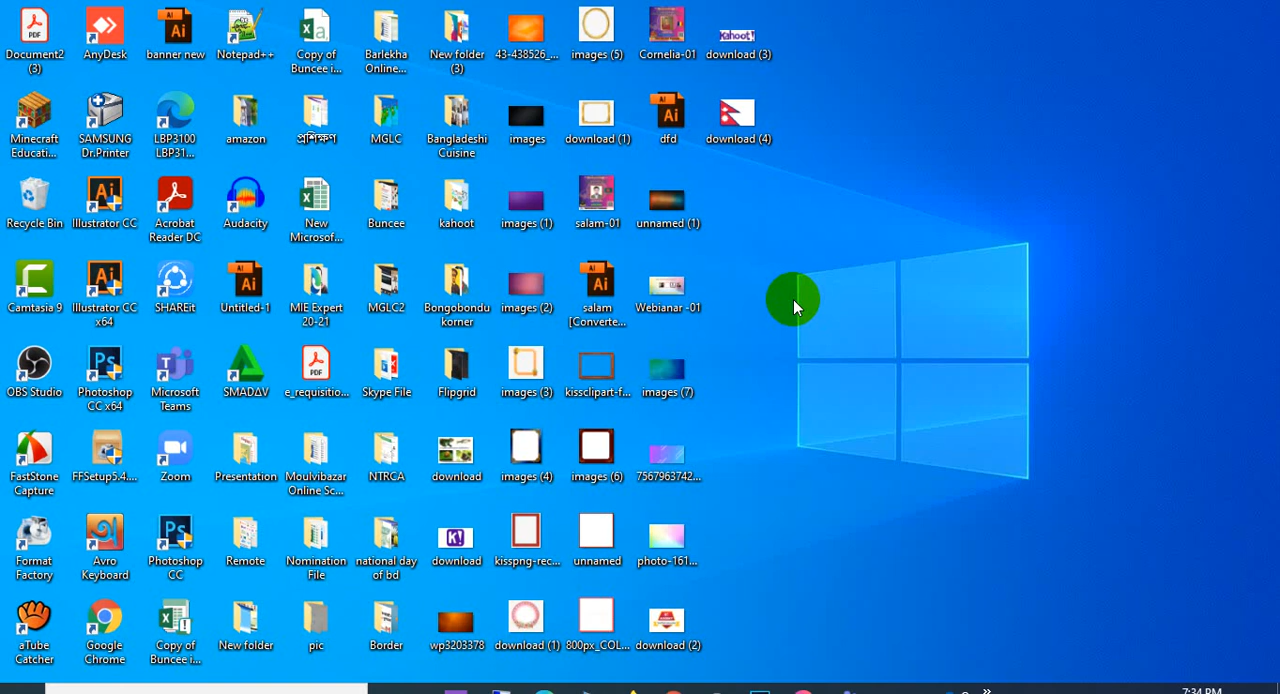 Document2
(3)
AnyDesk
banner new
Notepad++
Copy of
Buncee i...
Barlekha
Online...
New folder
(3)
43-438526_...
images (5)
Cornelia-01
Kahoot!
download (3)
Minecraft
Educati...
SAMSUNG
Dr.Printer
LBP3100
LBP31...
amazon
প্রশিক্ষণ
MGLC
Bangladeshi
Cuisine
images
download (1)
dfd
download (4)
Recycle Bin
Illustrator CC
Acrobat
Reader DC
Audacity
New
Microsof...
Buncee
kahoot
images (1)
salam-01
unnamed (1)
Camtasia 9
Illustrator CC
x64
SHAREit
Untitled-1
MIE Expert
20-21
MGLC2
Bongobondu
korner
images (2)
salam
[Converte...
Webianar -01
OBS Studio
Photoshop
CC x64
Microsoft
Teams
SMADΔV
e_requisitio...
Skype File
Flipgrid
images (3)
kissclipart-f...
images (7)
FastStone
Capture
FFSetup5.4....
Zoom
Presentation
Moulvibazar
Online Sc...
NTRCA
download
images (4)
images (6)
7567963742...
Format
Factory
Avro
Keyboard
Photoshop
CC
Remote
Nomination
File
national day
of bd
download
kisspng-rec...
unnamed
photo-161...
aTube
Catcher
Google
Chrome
Copy of
Buncee i...
New folder
pic
Border
wp3203378
download (1)
800px_COL...
download (2)
7:34 PM